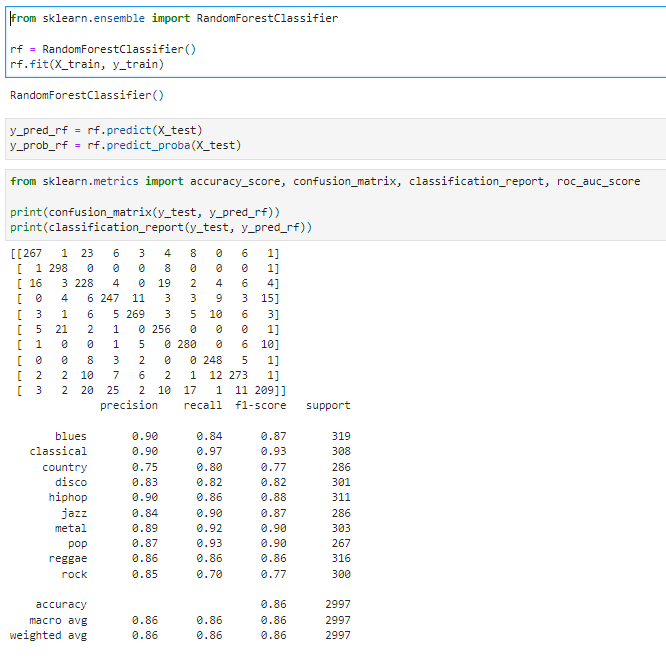 from sklearn.ensemble import RandomForestClassifier
rf = RandomForestClassifier()
rf.fit(X_train, y_train)
RandomForestClassifier()
y_pred_rf = rf.predict(X_test)
y_prob_rf = rf.predict_proba(X_test)
from sklearn.metrics import accuracy_score, confusion_matrix, classification_report, roc_auc_score
print(confusion_matrix(y_test, y_pred_rf))
print(classification_report(y_test, y_pred_rf))
[[267   1  23   6   3   4   8   0   6   1]
 [  1 298   0   0   0   8   0   0   0   1]
 [ 16   3 228   4   0  19   2   4   6   4]
 [  0   4   6 247  11   3   3   9   3  15]
 [  3   1   6   5 269   3   5  10   6   3]
 [  5  21   2   1   0 256   0   0   0   1]
 [  1   0   0   1   5   0 280   0   6  10]
 [  0   0   8   3   2   0   0 248   5   1]
 [  2   2  10   7   6   2   1  12 273   1]
 [  3   2  20  25   2  10  17   1  11 209]]
              precision    recall  f1-score   support
       blues       0.90      0.84      0.87       319
   classical       0.90      0.97      0.93       308
     country       0.75      0.80      0.77       286
       disco       0.83      0.82      0.82       301
      hiphop       0.90      0.86      0.88       311
        jazz       0.84      0.90      0.87       286
       metal       0.89      0.92      0.90       303
         pop       0.87      0.93      0.90       267
      reggae       0.86      0.86      0.86       316
        rock       0.85      0.70      0.77       300
    accuracy                           0.86      2997
   macro avg       0.86      0.86      0.86      2997
weighted avg       0.86      0.86      0.86      2997